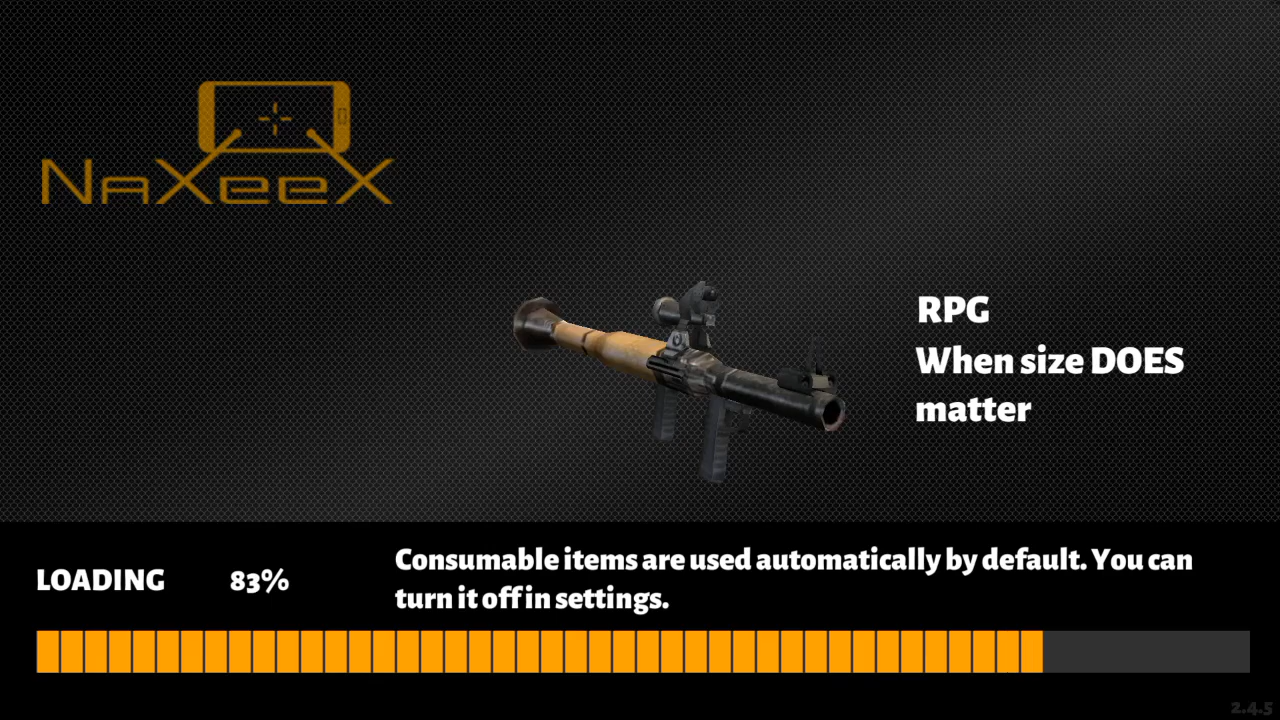 NaXeeX
RPG
When size DOES
matter
Consumable items are used automatically by default. You can
turn it off in settings.
LOADING 83%
2.4.5